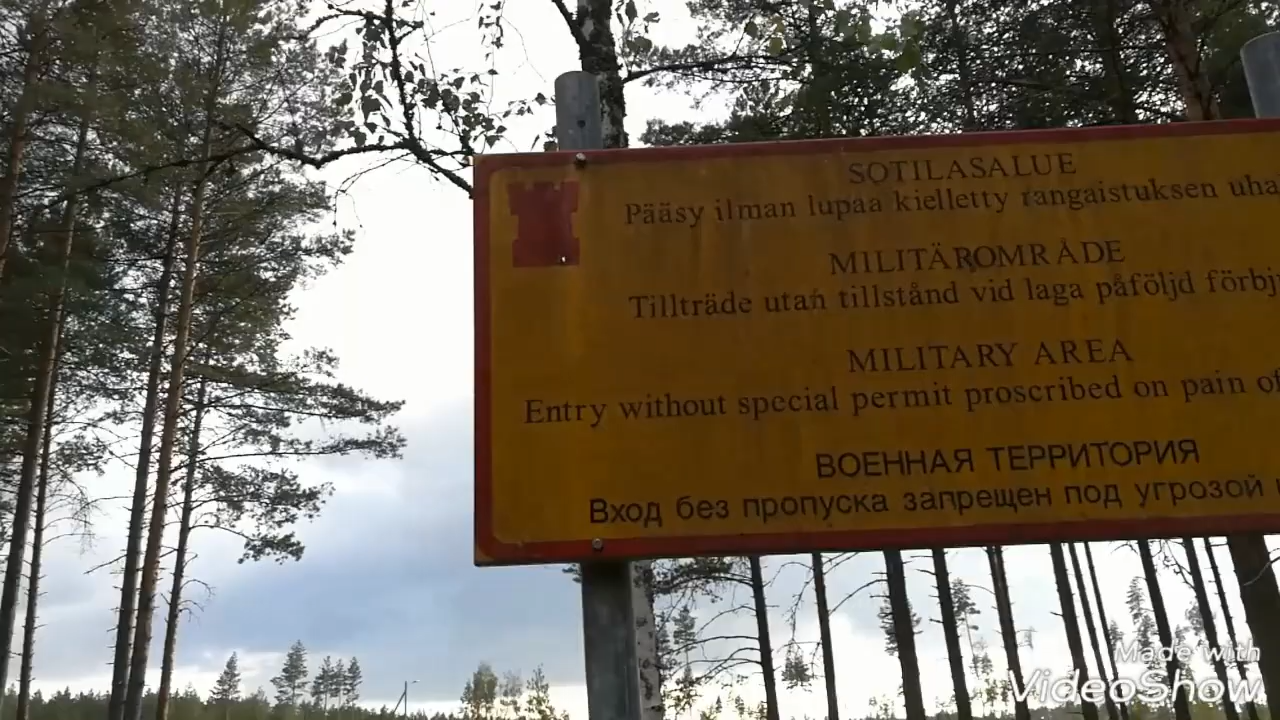 SOTILASALUE
Pääsy ilman lupaa kielletty rangaistuksen uha
MILITÄROMRÅDE
Tillträde utan tillstånd vid laga påföljd förbj
MILITARY AREA
Entry without special permit proscribed on pain of
ВОЕННАЯ ТЕРРИТОРИЯ
Вход без пропуска запрещен под угрозой
Made with
VideoShow